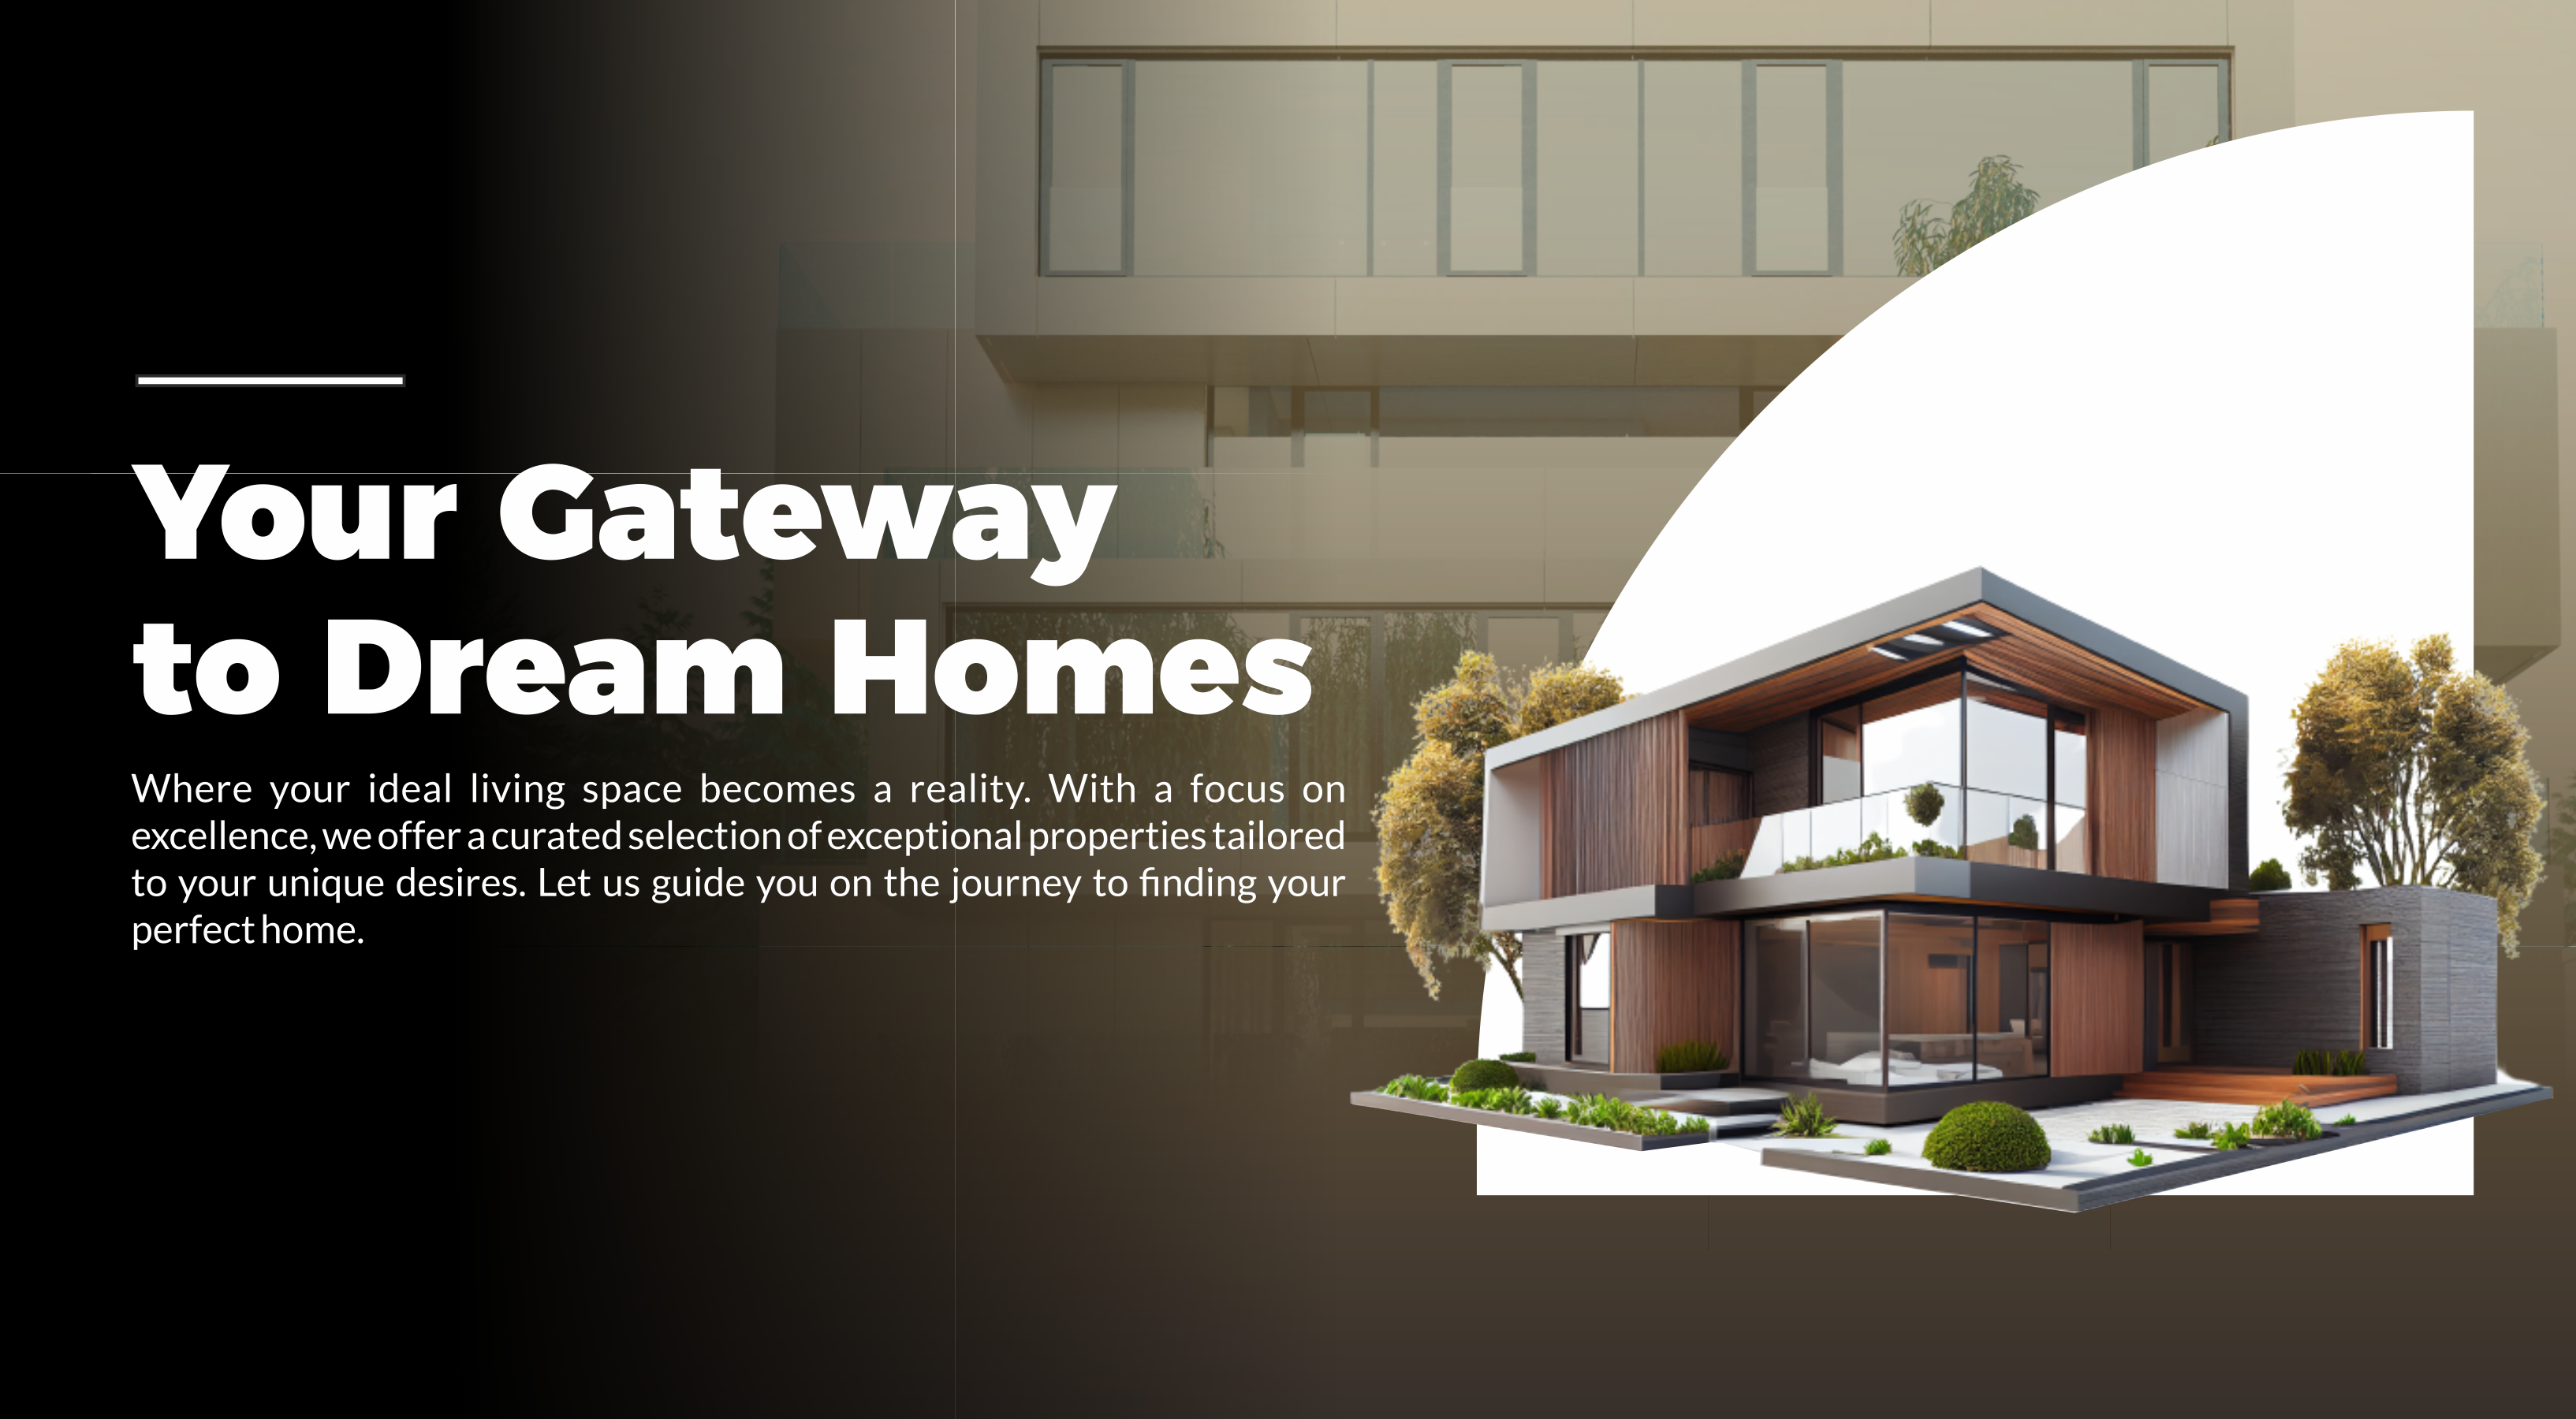 Your Gateway
to Dream Homes
Where your ideal living space becomes a reality. With a focus on
excellence, we offer a curated selection of exceptional properties tailored
to your unique desires. Let us guide you on the journey to finding your
perfect home.